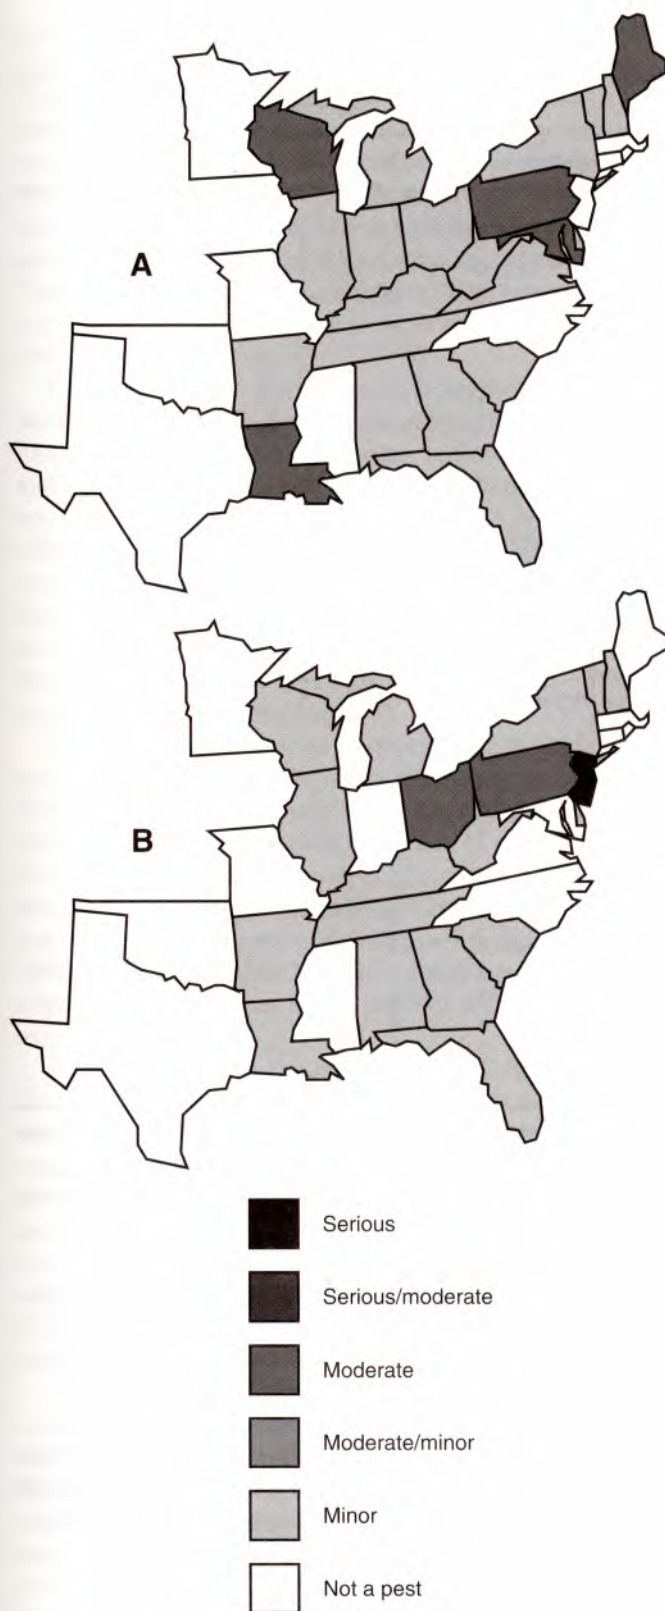 A
B
Serious
Serious/moderate
Moderate
Moderate/minor
Minor
Not a pest